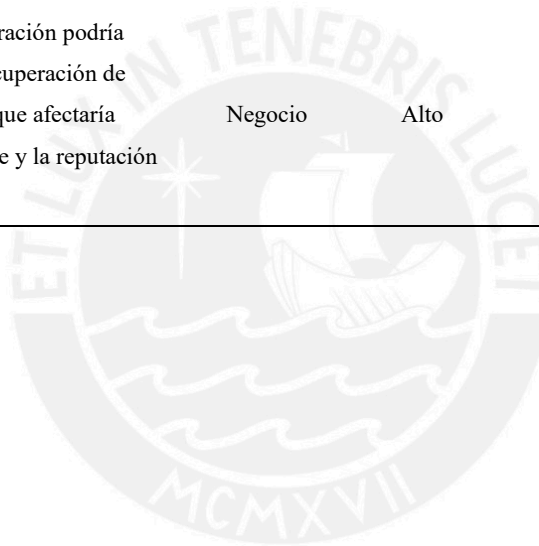 ración podría
cuperación de
que afectaría Negocio Alto
e y la reputación
ET LUX IN TENEBRIS LUCET
MCMXVII